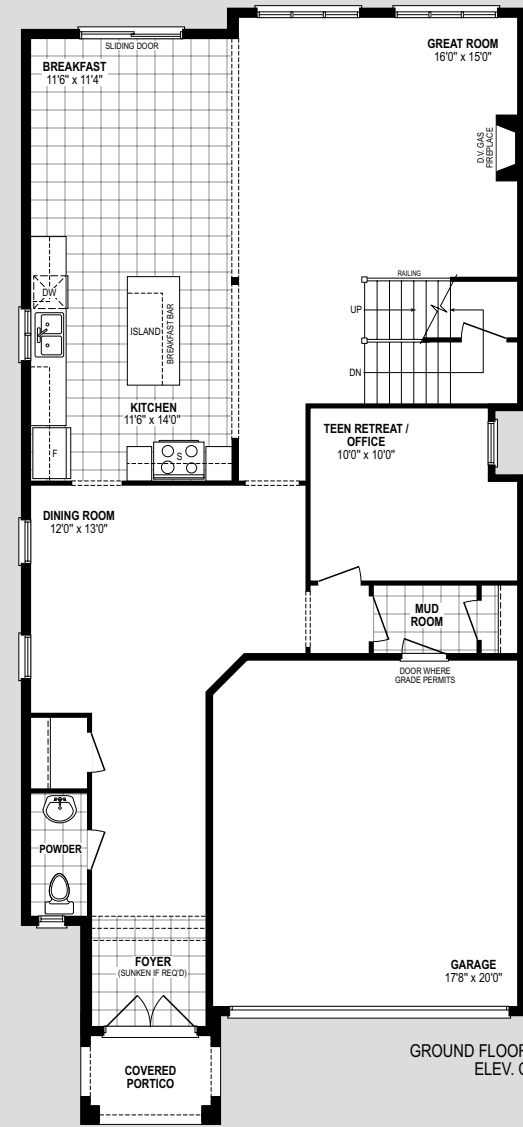 SLIDING DOOR
BREAKFAST
11'6" x 11'4"
GREAT ROOM
16'0" x 15'0"
D.V. GAS
FIREPLACE
DW
ISLAND
BREAKFAST BAR
RAILING
UP
DN
KITCHEN
11'6" x 14'0"
F
S
TEEN RETREAT /
OFFICE
10'0" x 10'0"
DINING ROOM
12'0" x 13'0"
MUD
ROOM
DOOR WHERE
GRADE PERMITS
POWDER
FOYER
(SUNKEN IF REQ'D)
GARAGE
17'8" x 20'0"
COVERED
PORTICO
GROUND FLOOR
ELEV.